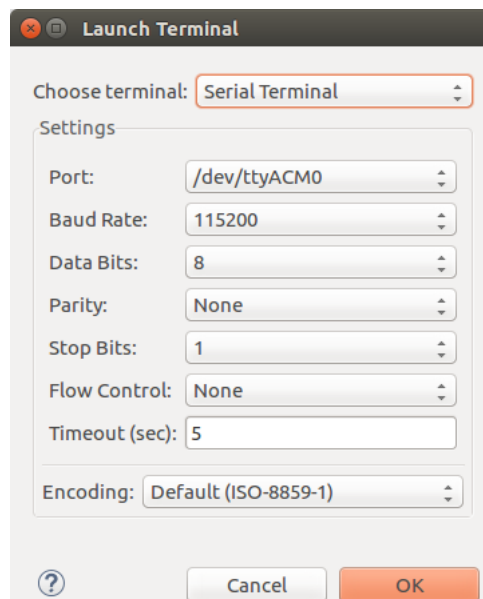 Launch Terminal
Choose terminal: Serial Terminal
Settings
Port: /dev/ttyACM0
Baud Rate: 115200
Data Bits: 8
Parity: None
Stop Bits: 1
Flow Control: None
Timeout (sec): 5
Encoding: Default (ISO-8859-1)
? Cancel OK